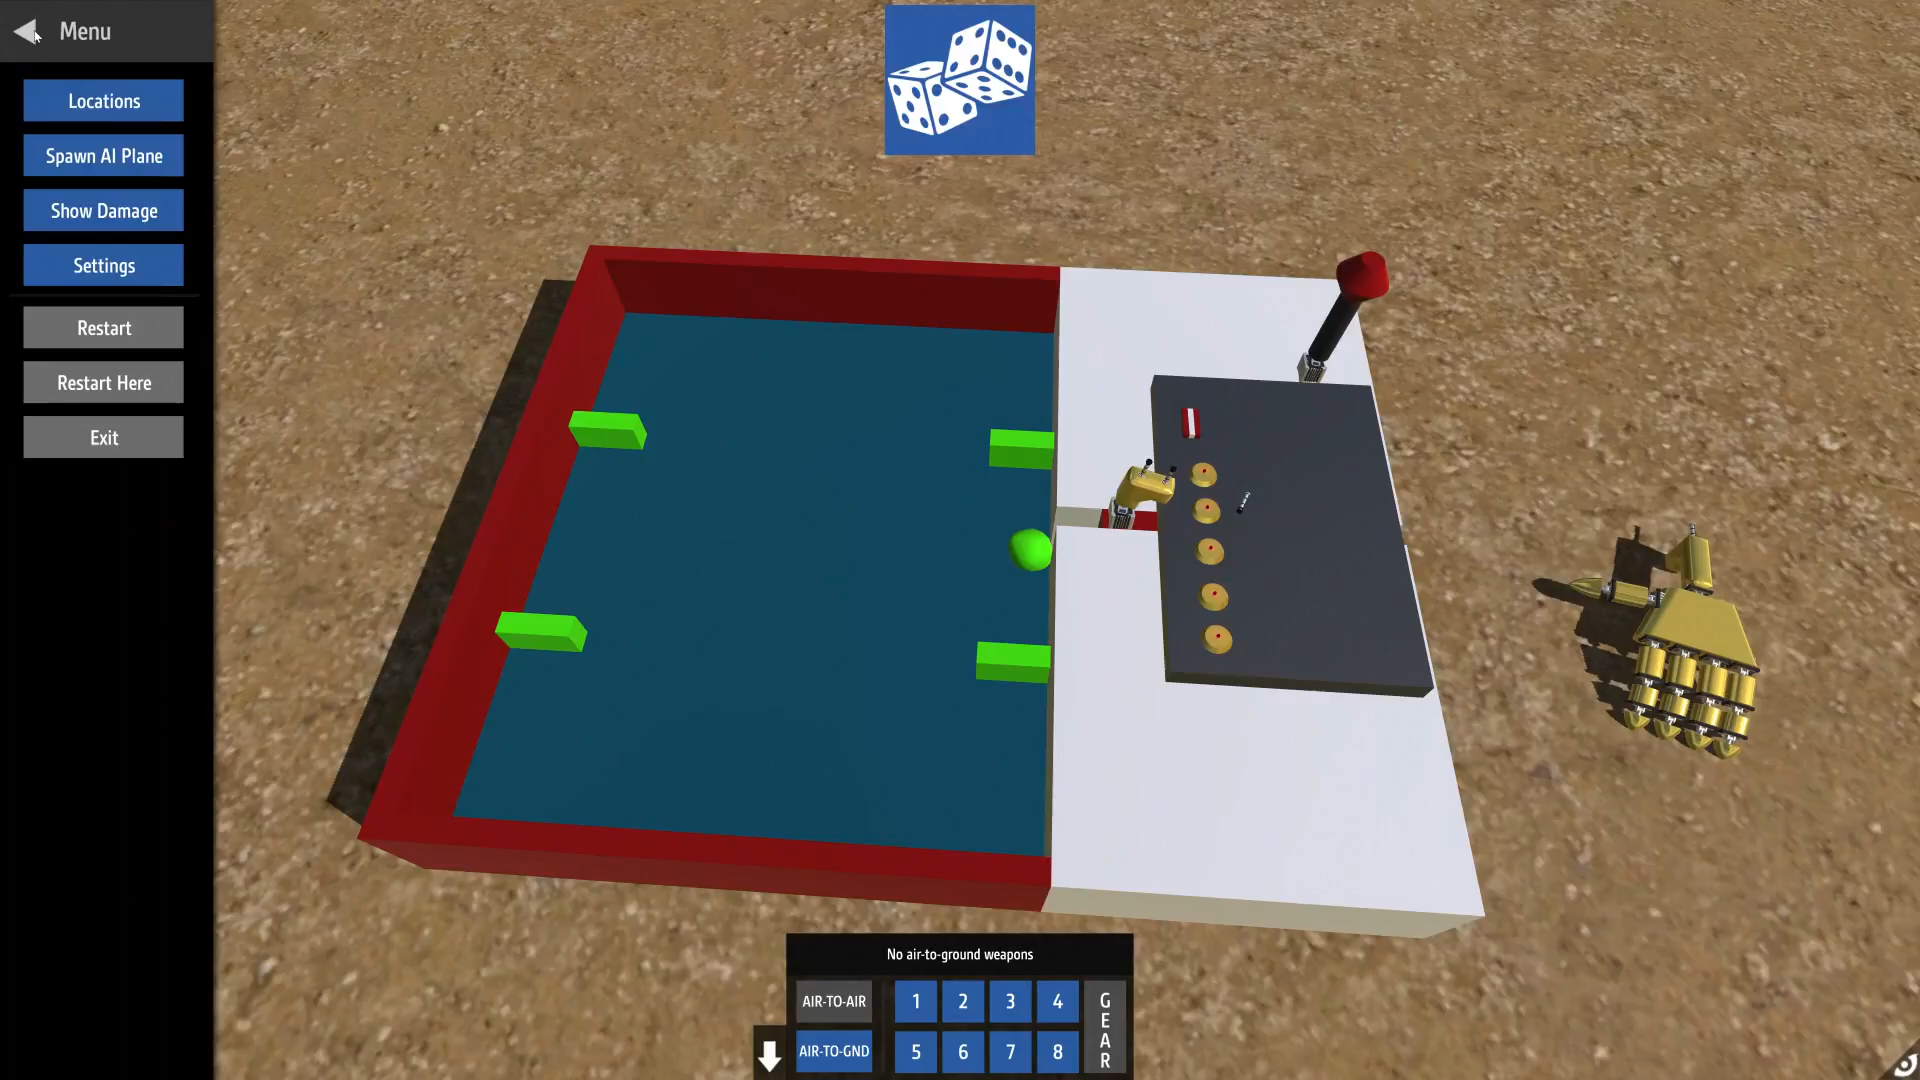 Menu
Locations
Spawn AI Plane
Show Damage
Settings
Restart
Restart Here
Exit
No air-to-ground weapons
AIR-TO-AIR
1 2 3 4
AIR-TO-GND
5 6 7 8
GEAR